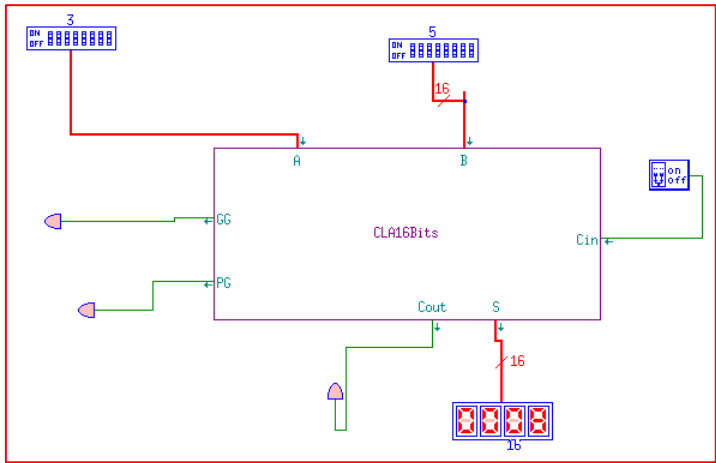 3
ON
OFF
5
ON
OFF
16
A
B
on
off
GG
CLA16Bits
Cin
PG
Cout S
16
0008
16